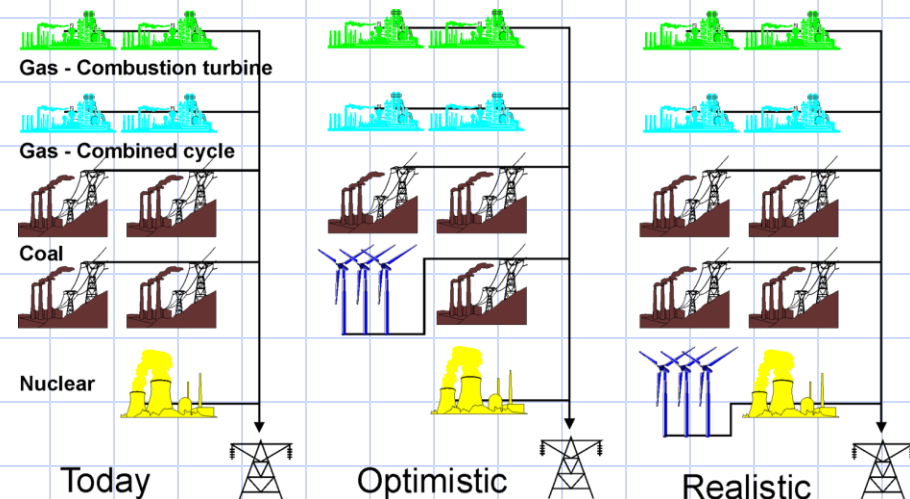 Gas - Combustion turbine
Gas - Combined cycle
Coal
Nuclear
Today
Optimistic
Realistic